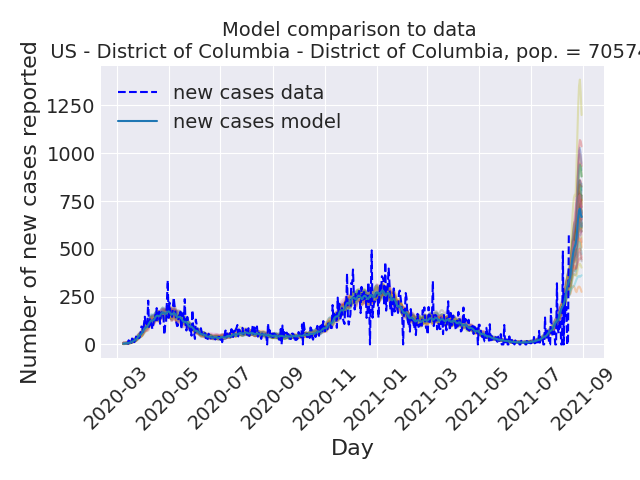 Model comparison to data
US - District of Columbia - District of Columbia, pop. = 70574
Number of new cases reported
new cases data
new cases model
1250
1000
750
500
250
0
2020-03
2020-05
2020-07
2020-09
2020-11
2021-01
2021-03
2021-05
2021-07
2021-09
Day